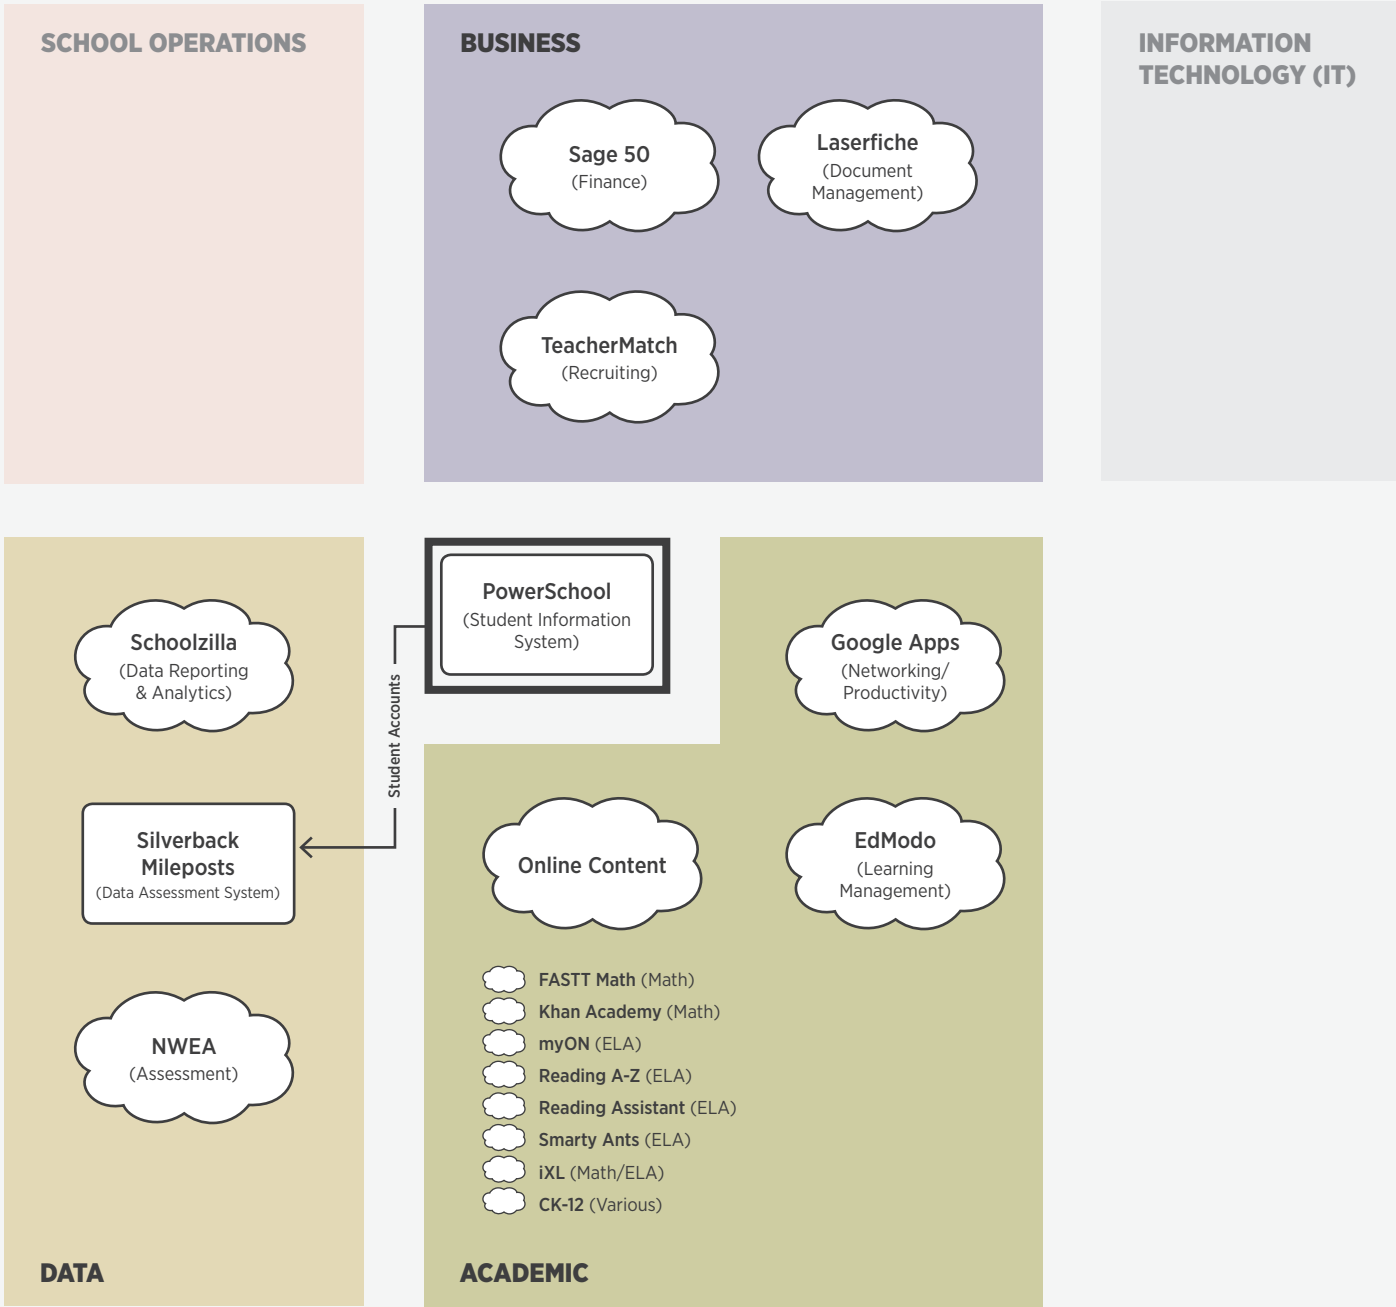 SCHOOL OPERATIONS
BUSINESS
INFORMATION
TECHNOLOGY (IT)
Sage 50
(Finance)
Laserfiche
(Document
Management)
TeacherMatch
(Recruiting)
PowerSchool
(Student Information
System)
Student Accounts
Schoolzilla
(Data Reporting
& Analytics)
Silverback
Mileposts
(Data Assessment System)
NWEA
(Assessment)
DATA
Google Apps
(Networking/
Productivity)
Online Content
EdModo
(Learning
Management)
FASTT Math (Math)
Khan Academy (Math)
myON (ELA)
Reading A-Z (ELA)
Reading Assistant (ELA)
Smarty Ants (ELA)
iXL (Math/ELA)
CK-12 (Various)
ACADEMIC